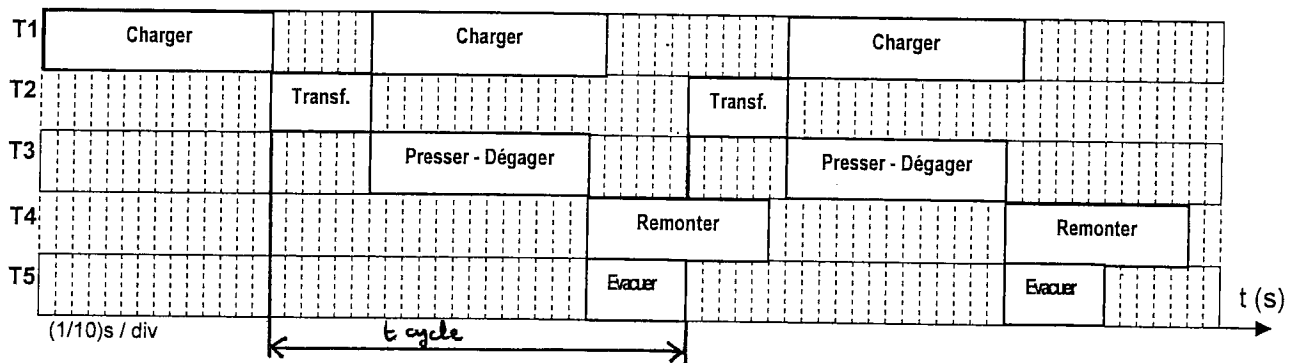 T1 Charger Charger Charger
T2 Transf. Transf.
T3 Presser - Dégager Presser - Dégager
T4 Remonter Remonter
T5 Evacuer Evacuer
t (s)
(1/10)s / div
t cycle